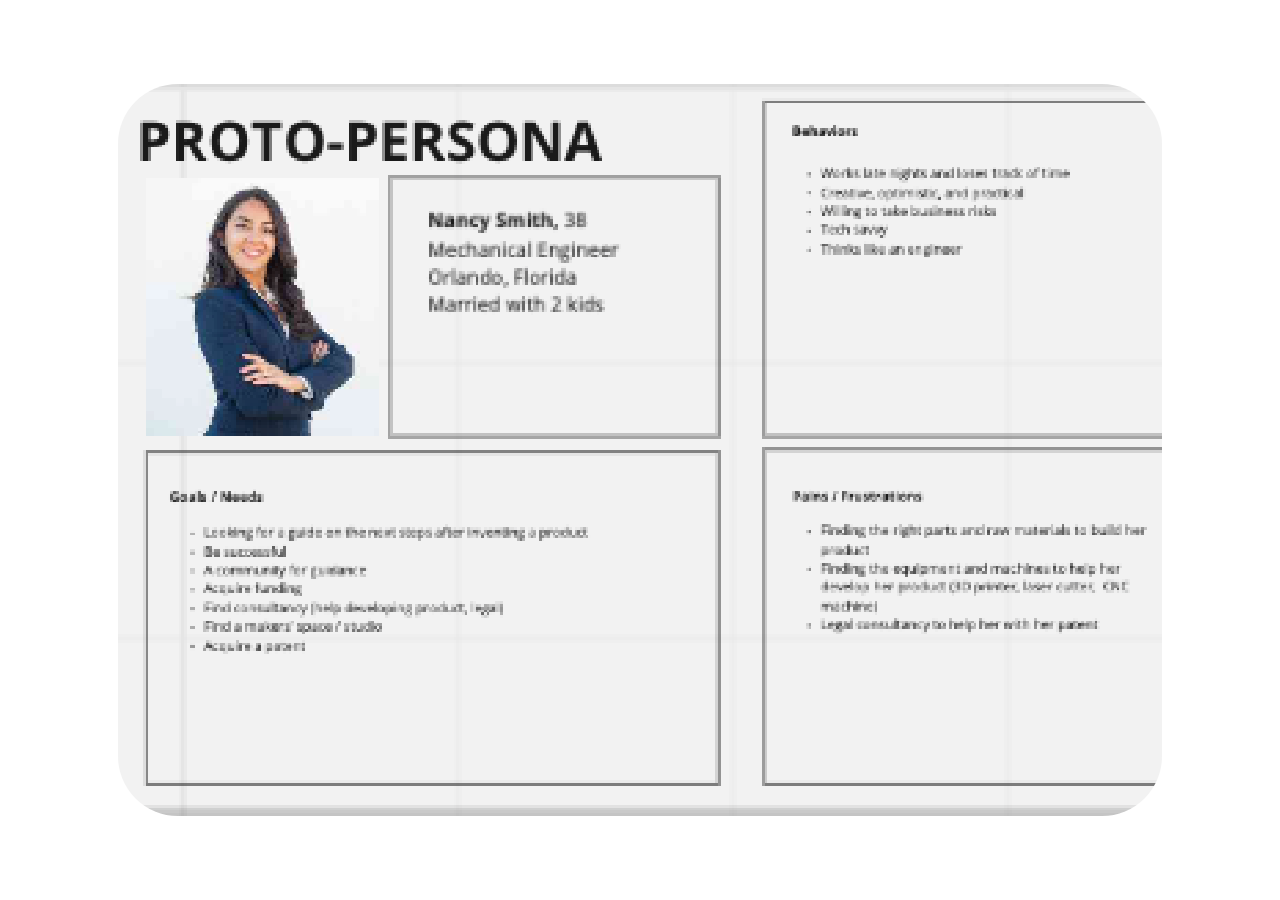 PROTO-PERSONA
Nancy Smith, 38
Mechanical Engineer
Orlando, Florida
Married with 2 kids
Behaviors
Works late nights and loses track of time
Creative, optimistic, and practical
Willing to take business risks
Tech savvy
Thinks like an engineer
Goals / Needs
Looking for a guide on the next steps after inventing a product
Be successful
A community for guidance
Acquire funding
Find consultancy (help developing product, legal)
Find a makers' space / studio
Acquire a patent
Pains / Frustrations
Finding the right parts and raw materials to build her
product
Finding the equipment and machines to help her
develop her product (3D printer, laser cutter, CNC
machine)
Legal consultancy to help her with her patent